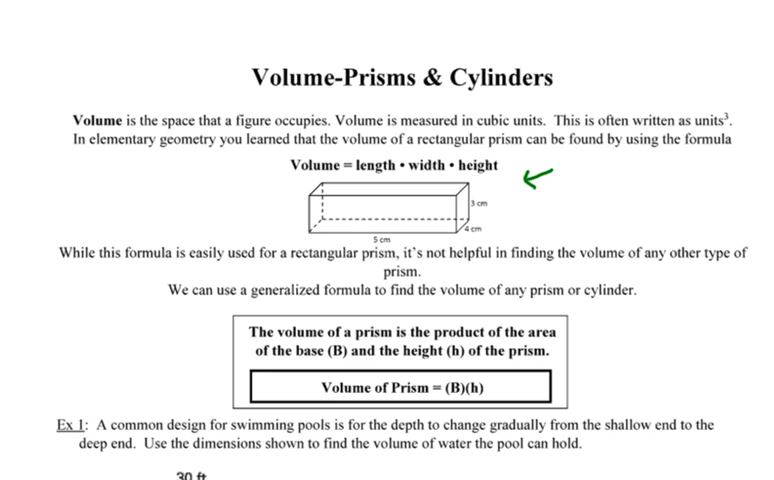 Volume-Prisms & Cylinders
Volume is the space that a figure occupies. Volume is measured in cubic units. This is often written as units³.
In elementary geometry you learned that the volume of a rectangular prism can be found by using the formula
Volume = length • width • height
3 cm
4 cm
5 cm
While this formula is easily used for a rectangular prism, it's not helpful in finding the volume of any other type of
prism.
We can use a generalized formula to find the volume of any prism or cylinder.
The volume of a prism is the product of the area
of the base (B) and the height (h) of the prism.
Volume of Prism = (B)(h)
Ex 1: A common design for swimming pools is for the depth to change gradually from the shallow end to the
deep end. Use the dimensions shown to find the volume of water the pool can hold.
30 ft